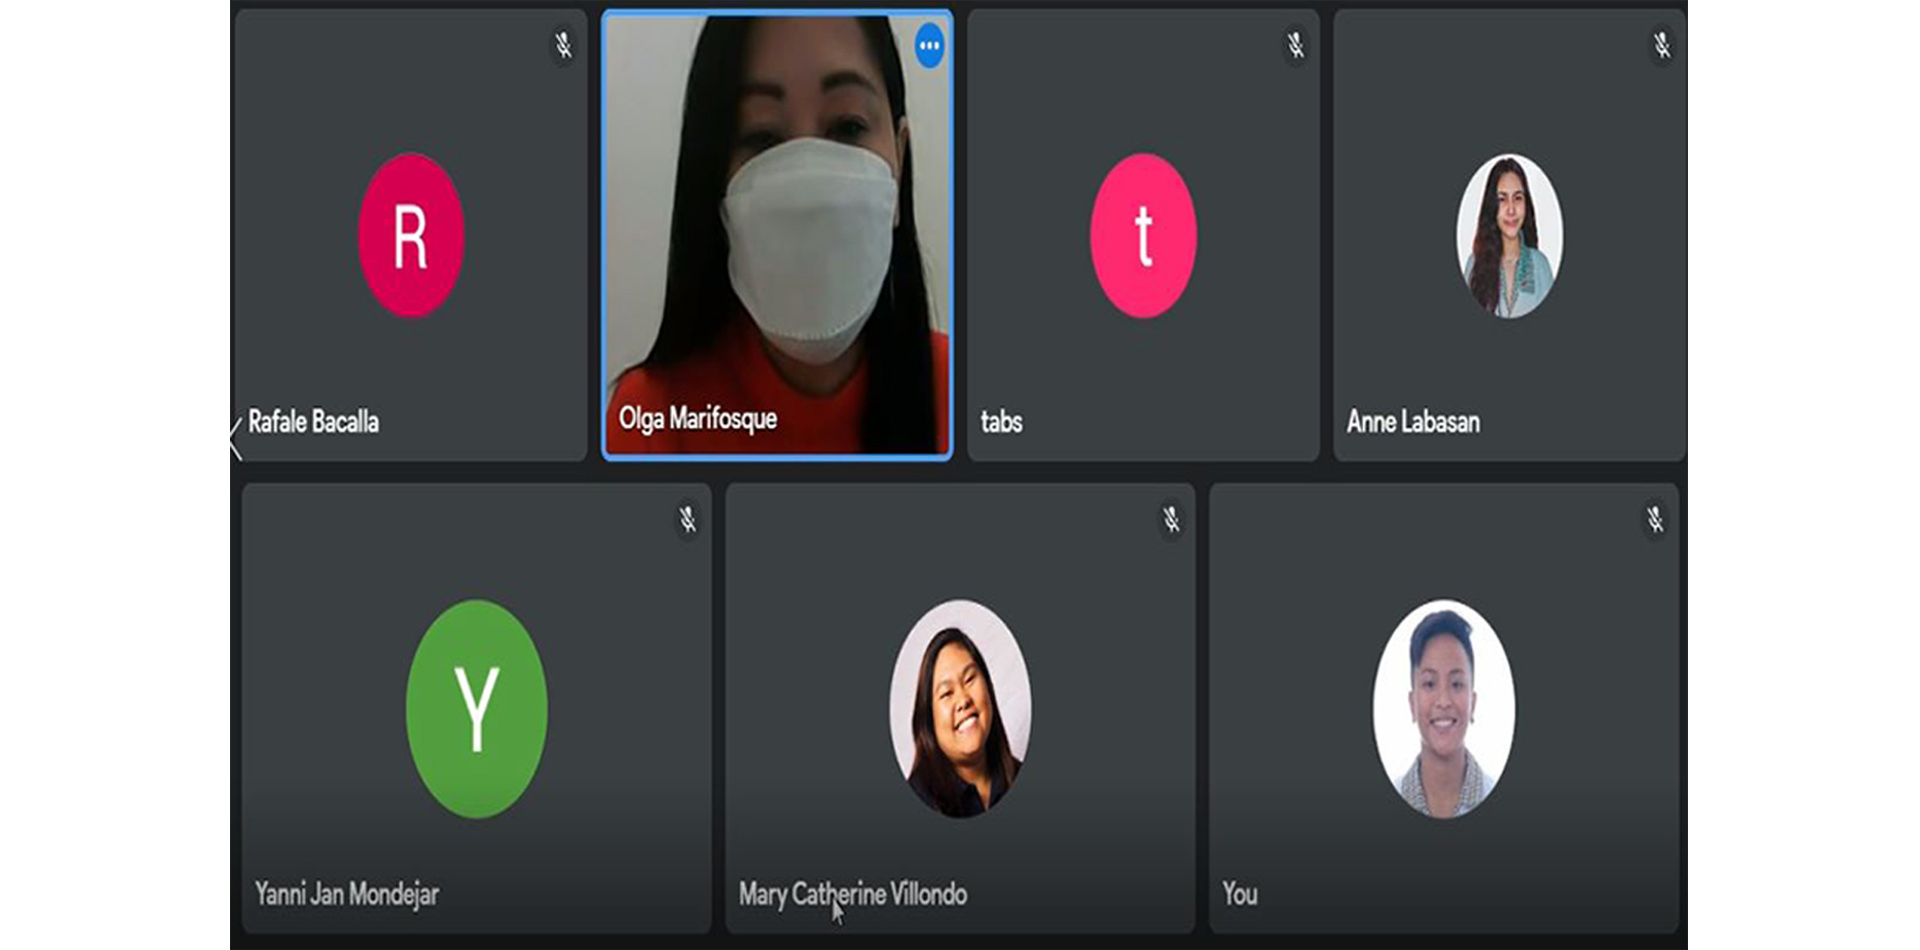 R
Rafale Bacalla
Olga Marifosque
t
tabs
Anne Labasan
Y
Yanni Jan Mondejar
Mary Catherine Villondo
You